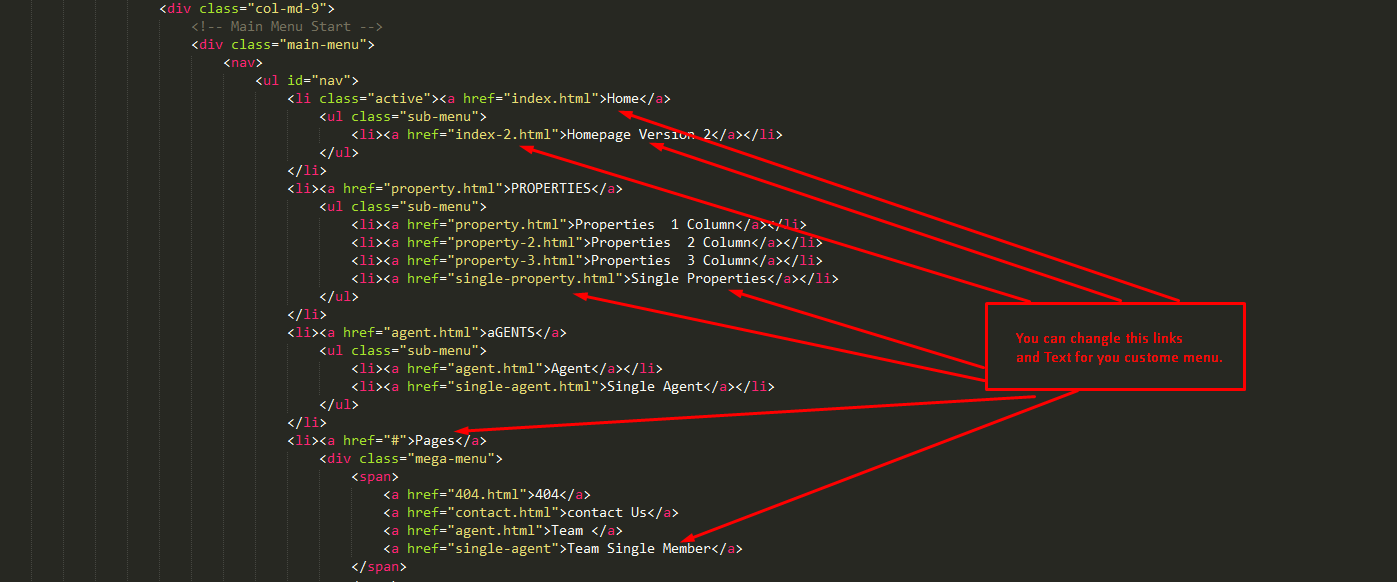 <div class="col-md-9">
<!-- Main Menu Start -->
<div class="main-menu">
<nav>
<ul id="nav">
<li class="active"><a href="index.html">Home</a>
<ul class="sub-menu">
<li><a href="index-2.html">Homepage Version 2</a></li>
</ul>
</li>
<li><a href="property.html">PROPERTIES</a>
<ul class="sub-menu">
<li><a href="property.html">Properties  1 Column</a></li>
<li><a href="property-2.html">Properties  2 Column</a></li>
<li><a href="property-3.html">Properties  3 Column</a></li>
<li><a href="single-property.html">Single Properties</a></li>
</ul>
</li>
<li><a href="agent.html">aGENTS</a>
<ul class="sub-menu">
<li><a href="agent.html">Agent</a></li>
<li><a href="single-agent.html">Single Agent</a></li>
</ul>
</li>
<li><a href="#">Pages</a>
<div class="mega-menu">
<span>
<a href="404.html">404</a>
<a href="contact.html">contact Us</a>
<a href="agent.html">Team </a>
<a href="single-agent">Team Single Member</a>
</span>
You can changle this links
and Text for you custome menu.